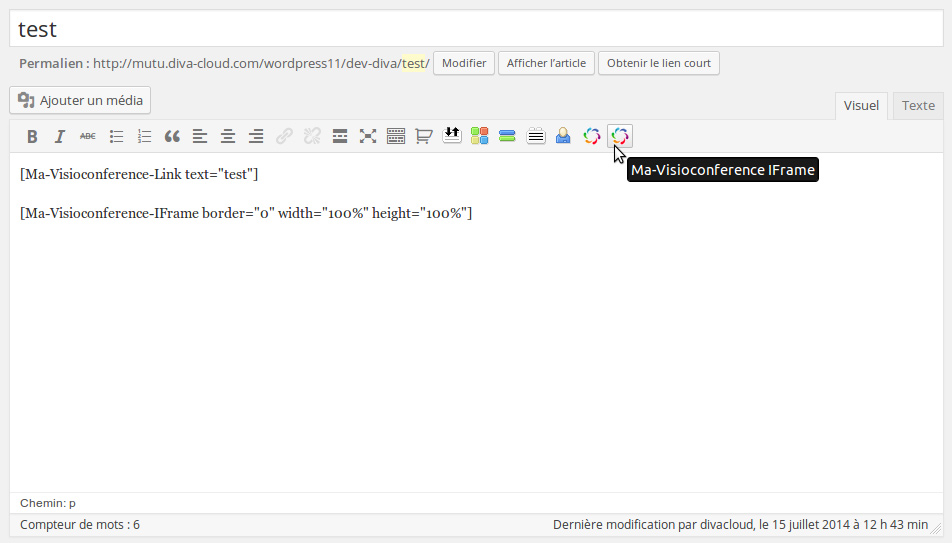 test
Permalien : http://mutu.diva-cloud.com/wordpress11/dev-diva/test/ Modifier Afficher l'article Obtenir le lien court
Ajouter un média Visuel Texte
B I ABC
Ma-Visioconference IFrame
[Ma-Visioconference-Link text="test"]
[Ma-Visioconference-IFrame border="0" width="100%" height="100%"]
Chemin: p
Compteur de mots : 6 Dernière modification par divacloud, le 15 juillet 2014 à 12 h 43 min